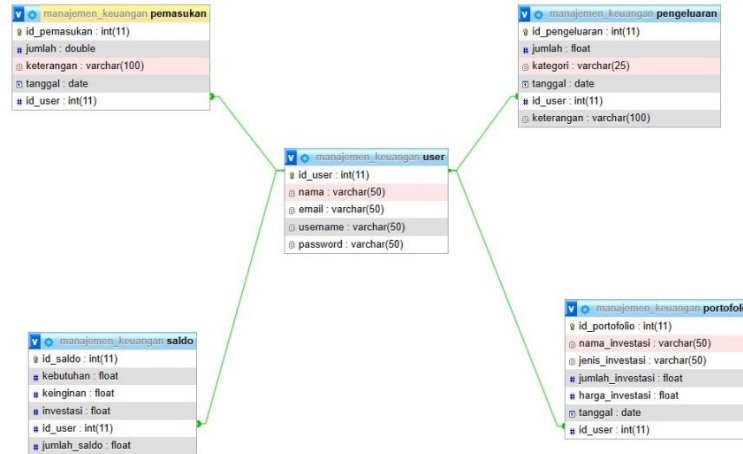 manajemen_keuangan pemasukan
id_pemasukan : int(11)
jumlah : double
keterangan : varchar(100)
tanggal : date
id_user : int(11)
manajemen_keuangan pengeluaran
id_pengeluaran : int(11)
jumlah : float
kategori : varchar(25)
tanggal : date
id_user : int(11)
keterangan : varchar(100)
manajemen_keuangan user
id_user : int(11)
nama : varchar(50)
email : varchar(50)
username : varchar(50)
password : varchar(50)
manajemen_keuangan saldo
id_saldo : int(11)
kebutuhan : float
keinginan : float
investasi : float
id_user : int(11)
jumlah_saldo : float
manajemen_keuangan portofoli
id_portofolio : int(11)
nama_investasi : varchar(50)
jenis_investasi : varchar(50)
jumlah_investasi : float
harga_investasi : float
tanggal : date
id_user : int(11)